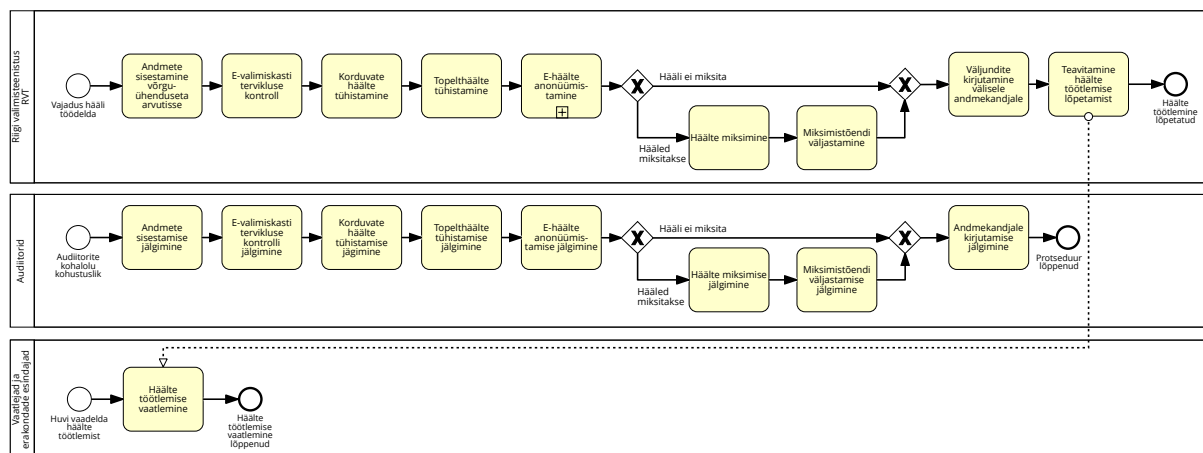 Riigi valimisteenistus
RVT
Vajadus hääli
töödelda
Andmete
sisestamine
võrgu-
ühenduseta
arvutisse
E-valimiskasti
tervikluse
kontroll
Korduvate
häälte
tühistamine
Topelthäälte
tühistamine
E-häälte
anonüümis-
tamine
Hääli ei miksita
Hääled
miksitakse
Häälte miksimine
Miksimistõendi
väljastamine
Väljundite
kirjutamine
välisele
andmekandjale
Teavitamine
häälte
töötlemise
lõpetamist
Häälte
töötlemine
lõpetatud
Audiitorid
Audiitorite
kohalolu
kohustuslik
Andmete
sisestamise
jälgimine
E-valimiskasti
tervikluse
kontrolli
jälgimine
Korduvate
häälte
tühistamise
jägimine
Topelthäälte
tühistamise
jälgimine
E-häälte
anonüümis-
tamise jälgimine
Hääli ei miksita
Hääled
miksitakse
Häälte miksimise
jälgimine
Miksimistõendi
väljastamise
jälgimine
Andmekandjale
kirjutamise
jälgimine
Protseduur
lõppenud
Vaatlejad ja
erakondade esindajad
Huvi vaadelda
häälte
töötlemist
Häälte
töötlemise
vaatlemine
Häälte
töötlemise
vaatlemine
lõppenud